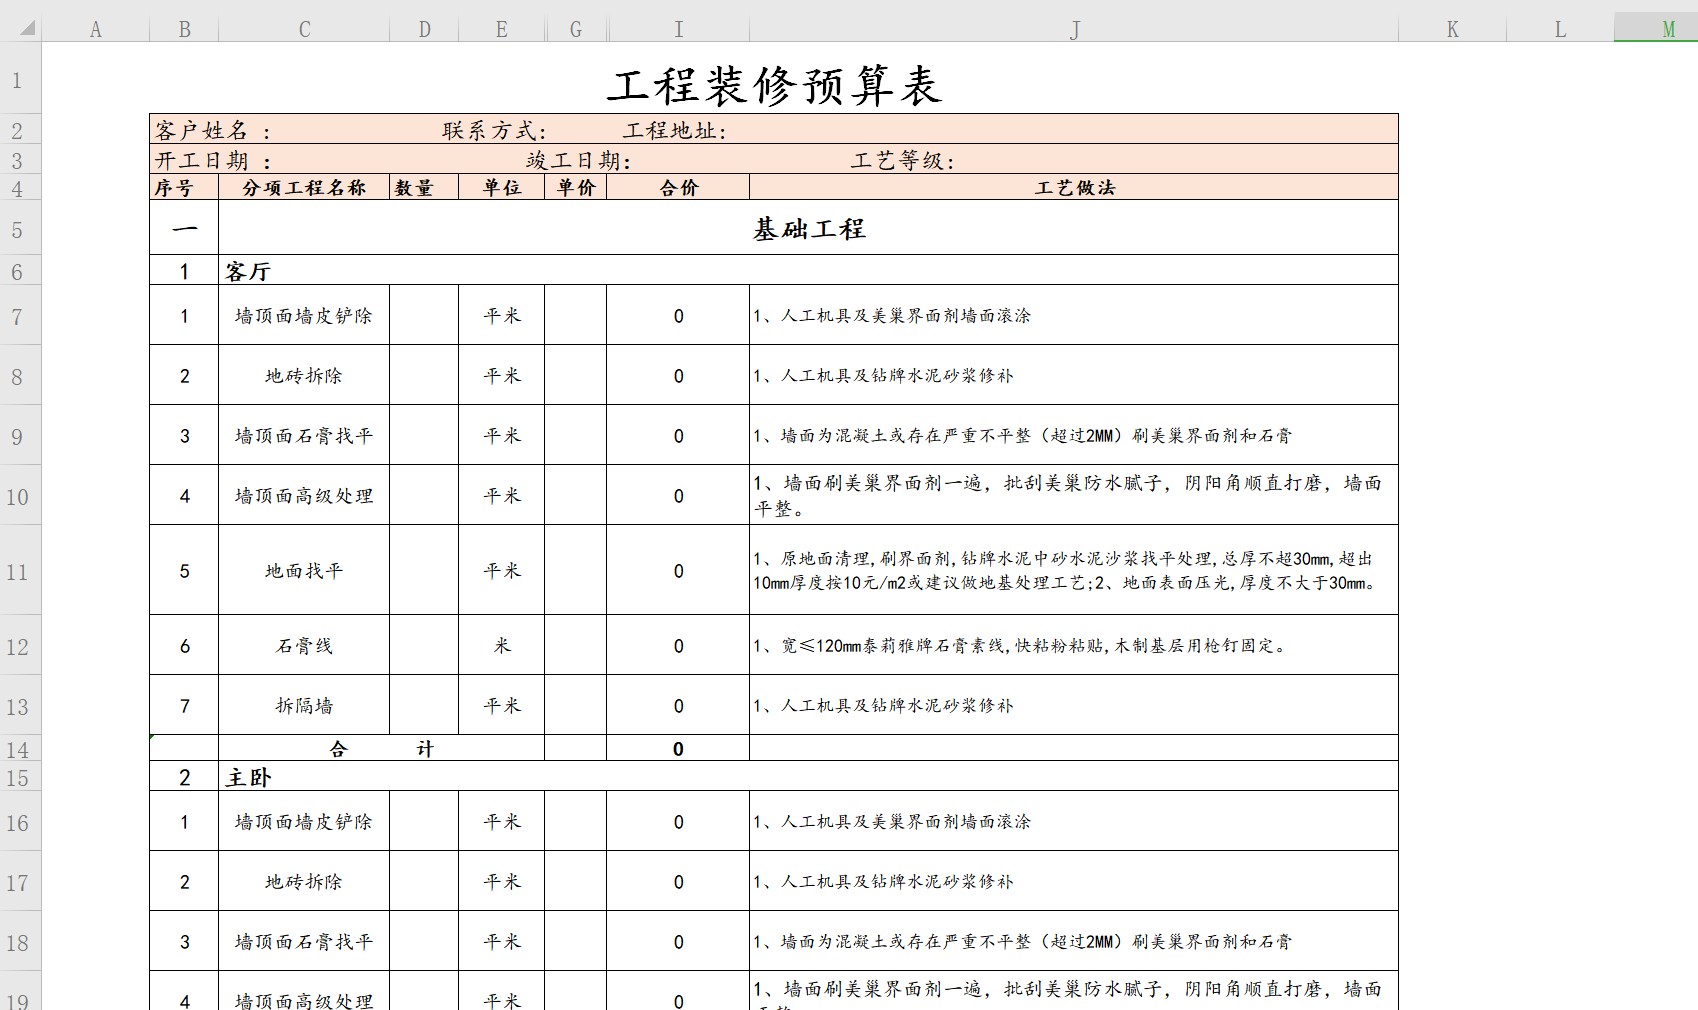 A B C D E G I J K L M
1 工程装修预算表
2 客户姓名 : 联系方式: 工程地址:
3 开工日期 : 竣工日期: 工艺等级:
4 序号 分项工程名称 数量 单位 单价 合价 工艺做法
5 一 基础工程
6 1 客厅
7 1 墙顶面墙皮铲除 平米 0 1、人工机具及美巢界面剂墙面滚涂
8 2 地砖拆除 平米 0 1、人工机具及钻牌水泥砂浆修补
9 3 墙顶面石膏找平 平米 0 1、墙面为混凝土或存在严重不平整（超过2MM）刷美巢界面剂和石膏
10 4 墙顶面高级处理 平米 0 1、墙面刷美巢界面剂一遍，批刮美巢防水腻子，阴阳角顺直打磨，墙面
平整。
11 5 地面找平 平米 0 1、原地面清理,刷界面剂,钻牌水泥中砂水泥沙浆找平处理,总厚不超30mm,超出
10mm厚度按10元/m2或建议做地基处理工艺;2、地面表面压光,厚度不大于30mm。
12 6 石膏线 米 0 1、宽≤120mm泰莉雅牌石膏素线,快粘粉粘贴,木制基层用枪钉固定。
13 7 拆隔墙 平米 0 1、人工机具及钻牌水泥砂浆修补
14 合 计 0
15 2 主卧
16 1 墙顶面墙皮铲除 平米 0 1、人工机具及美巢界面剂墙面滚涂
17 2 地砖拆除 平米 0 1、人工机具及钻牌水泥砂浆修补
18 3 墙顶面石膏找平 平米 0 1、墙面为混凝土或存在严重不平整（超过2MM）刷美巢界面剂和石膏
19 4 墙顶面高级处理 平米 0 1、墙面刷美巢界面剂一遍，批刮美巢防水腻子，阴阳角顺直打磨，墙面